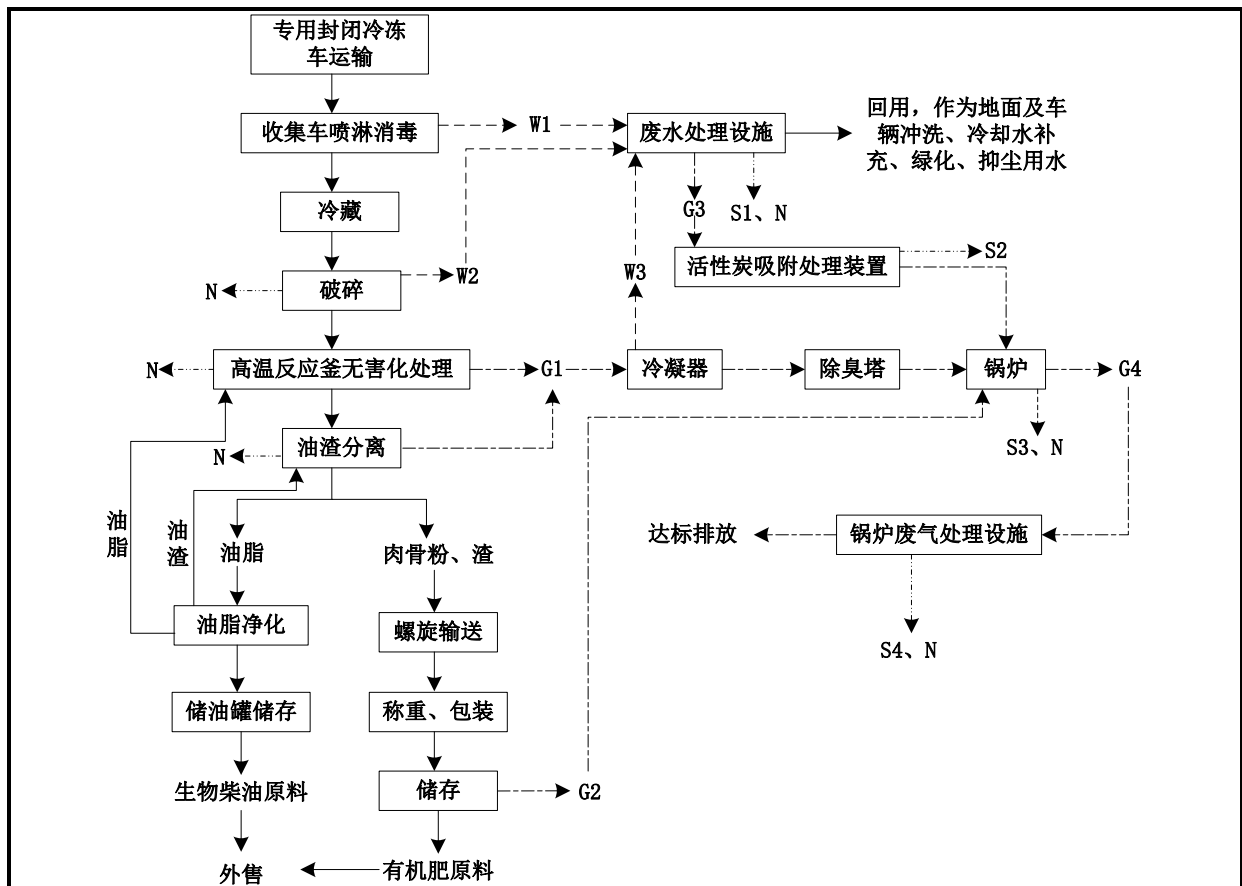 专用封闭冷冻
车运输
收集车喷淋消毒
W1
废水处理设施
回用，作为地面及车
辆冲洗、冷却水补
充、绿化、抑尘用水
冷藏
G3
S1、N
破碎
N
W2
W3
活性炭吸附处理装置
S2
高温反应釜无害化处理
N
G1
冷凝器
除臭塔
锅炉
G4
油渣分离
N
S3、N
油脂
油渣
油脂
肉骨粉、渣
达标排放
锅炉废气处理设施
油脂净化
螺旋输送
S4、N
储油罐储存
称重、包装
生物柴油原料
储存
G2
外售
有机肥原料